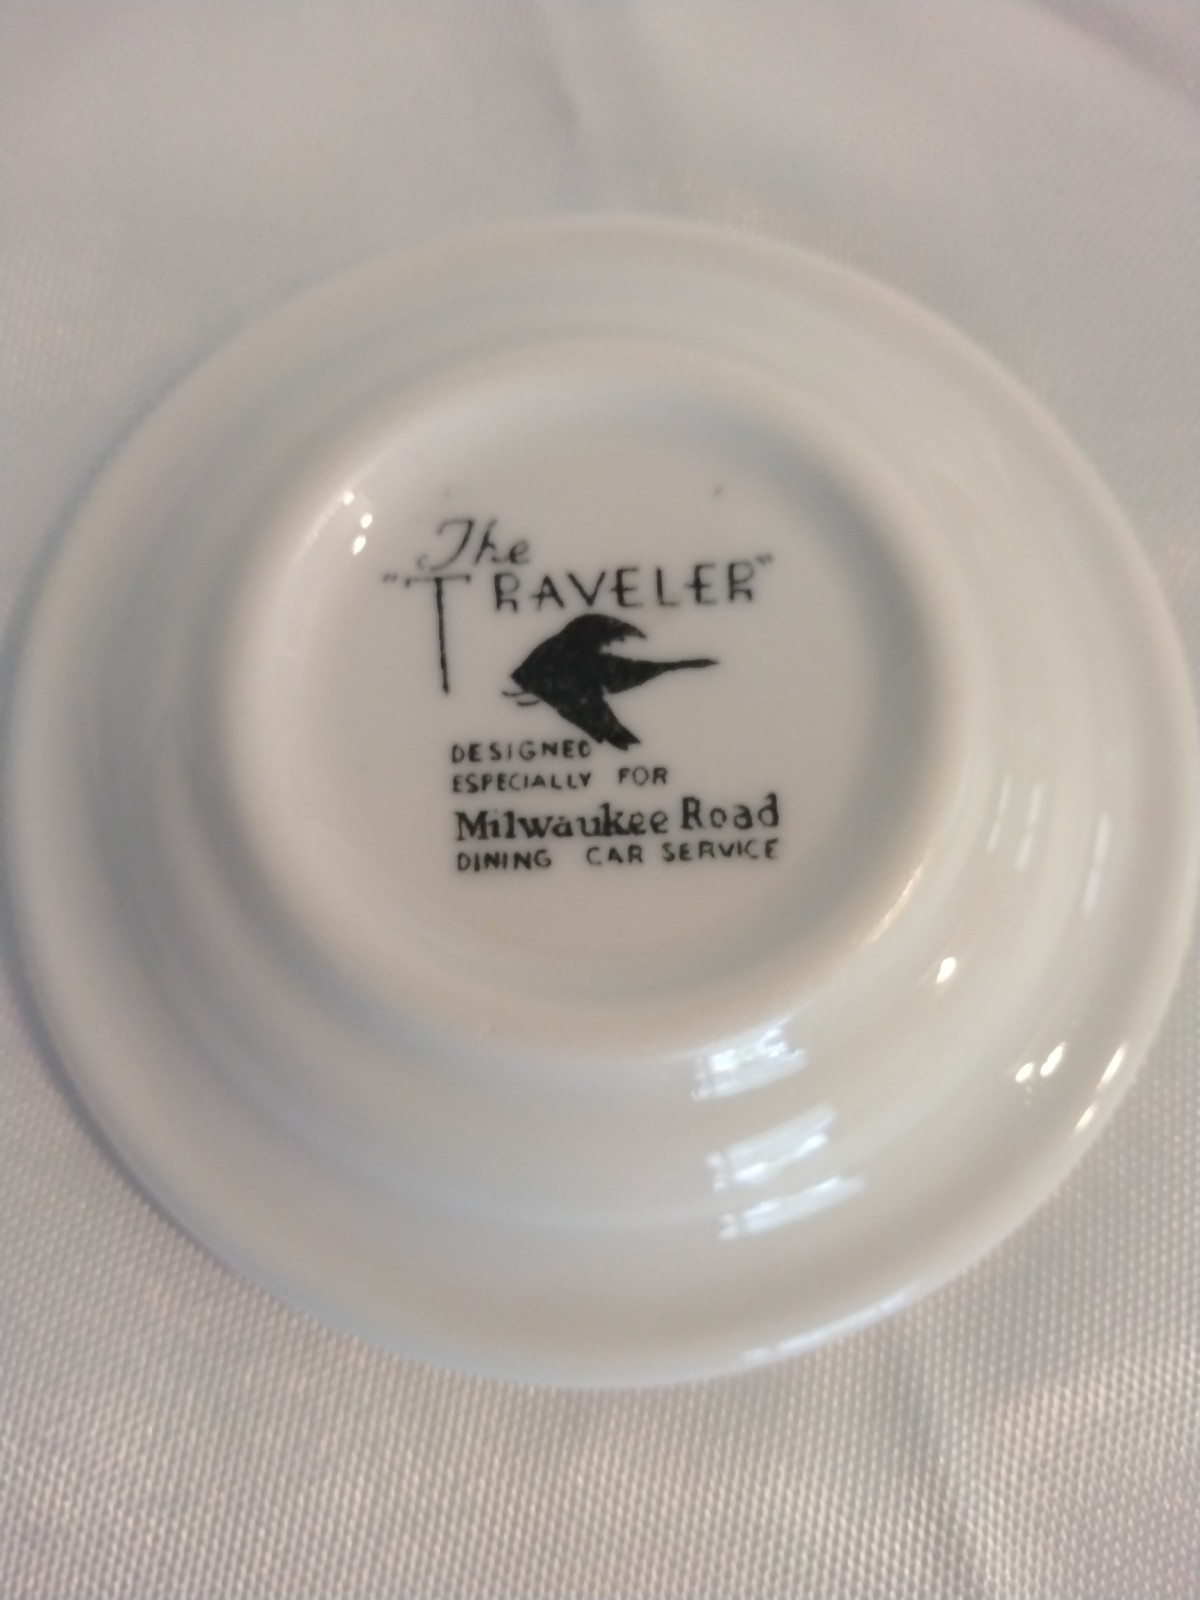 The
"TRAVELER"
DESIGNED
ESPECIALLY FOR
Milwaukee Road
DINING CAR SERVICE